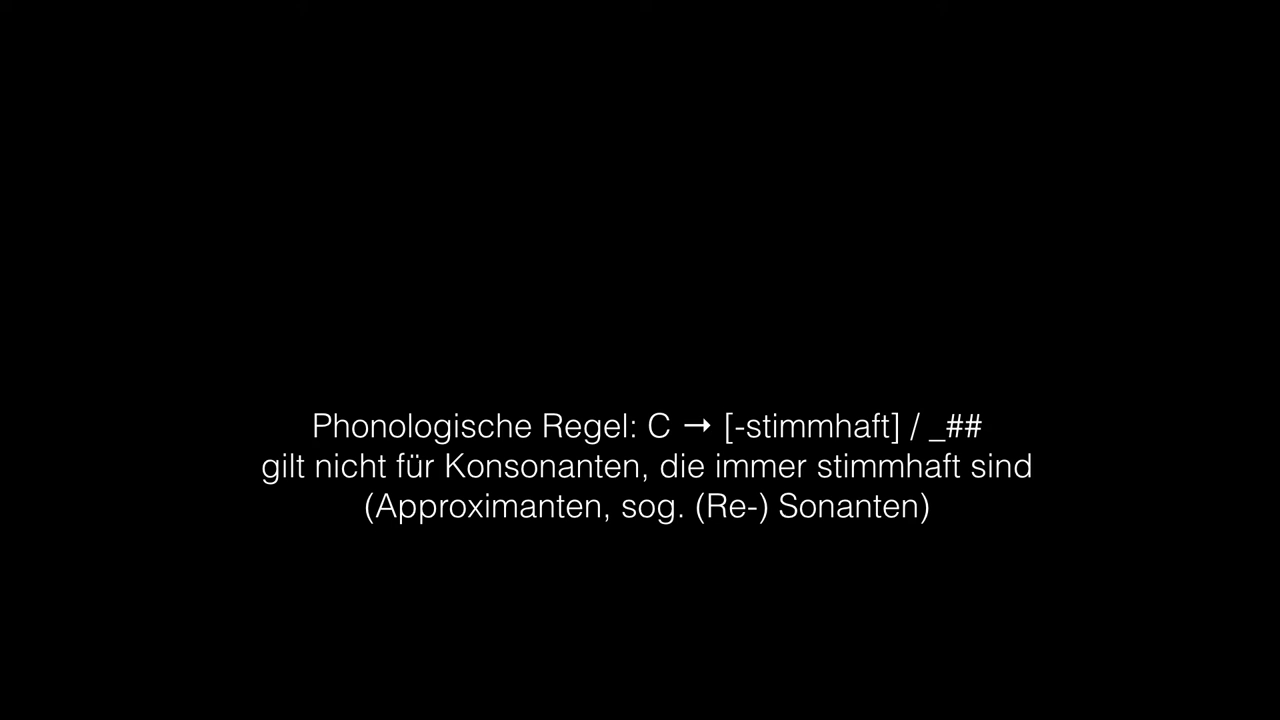 Phonologische Regel: C → [-stimmhaft] / _##
gilt nicht für Konsonanten, die immer stimmhaft sind
(Approximanten, sog. (Re-) Sonanten)